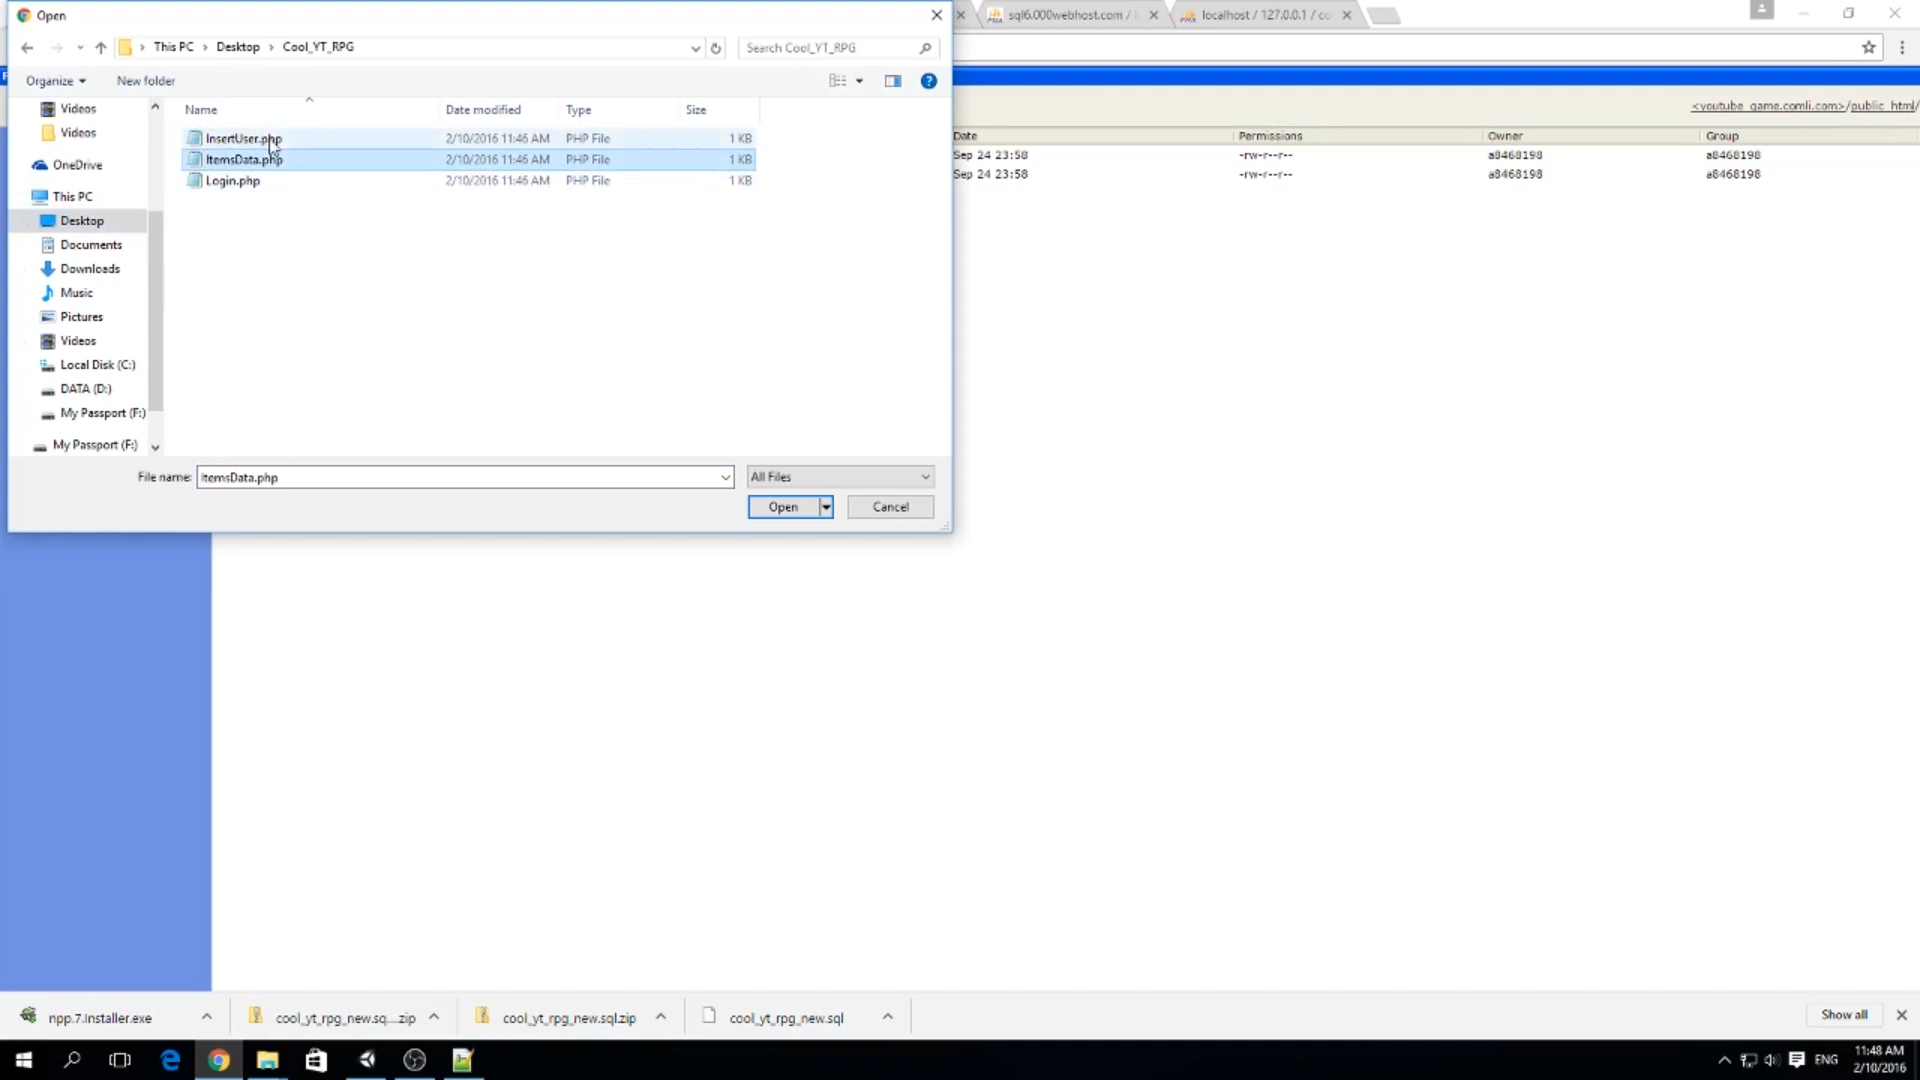 Open
sql6.000webhost.com /
localhost / 127.0.0.1 / co
This PC > Desktop > Cool_YT_RPG
Search Cool_YT_RPG
Organize
New folder
<youtube_game.comli.com>/public_html/
Name Date modified Type Size
Date Permissions Owner Group
InsertUser.php 2/10/2016 11:46 AM PHP File 1 KB
Sep 24 23:58 -rw-r--r-- a8468198 a8468198
ItemsData.php 2/10/2016 11:46 AM PHP File 1 KB
Sep 24 23:58 -rw-r--r-- a8468198 a8468198
Login.php 2/10/2016 11:46 AM PHP File 1 KB
Videos
Videos
OneDrive
This PC
Desktop
Documents
Downloads
Music
Pictures
Videos
Local Disk (C:)
DATA (D:)
My Passport (F:)
My Passport (F:)
File name: ItemsData.php
All Files
Open
Cancel
npp.7.Installer.exe
cool_yt_rpg_new.sq....zip
cool_yt_rpg_new.sql.zip
cool_yt_rpg_new.sql
Show all
ENG
11:48 AM
2/10/2016